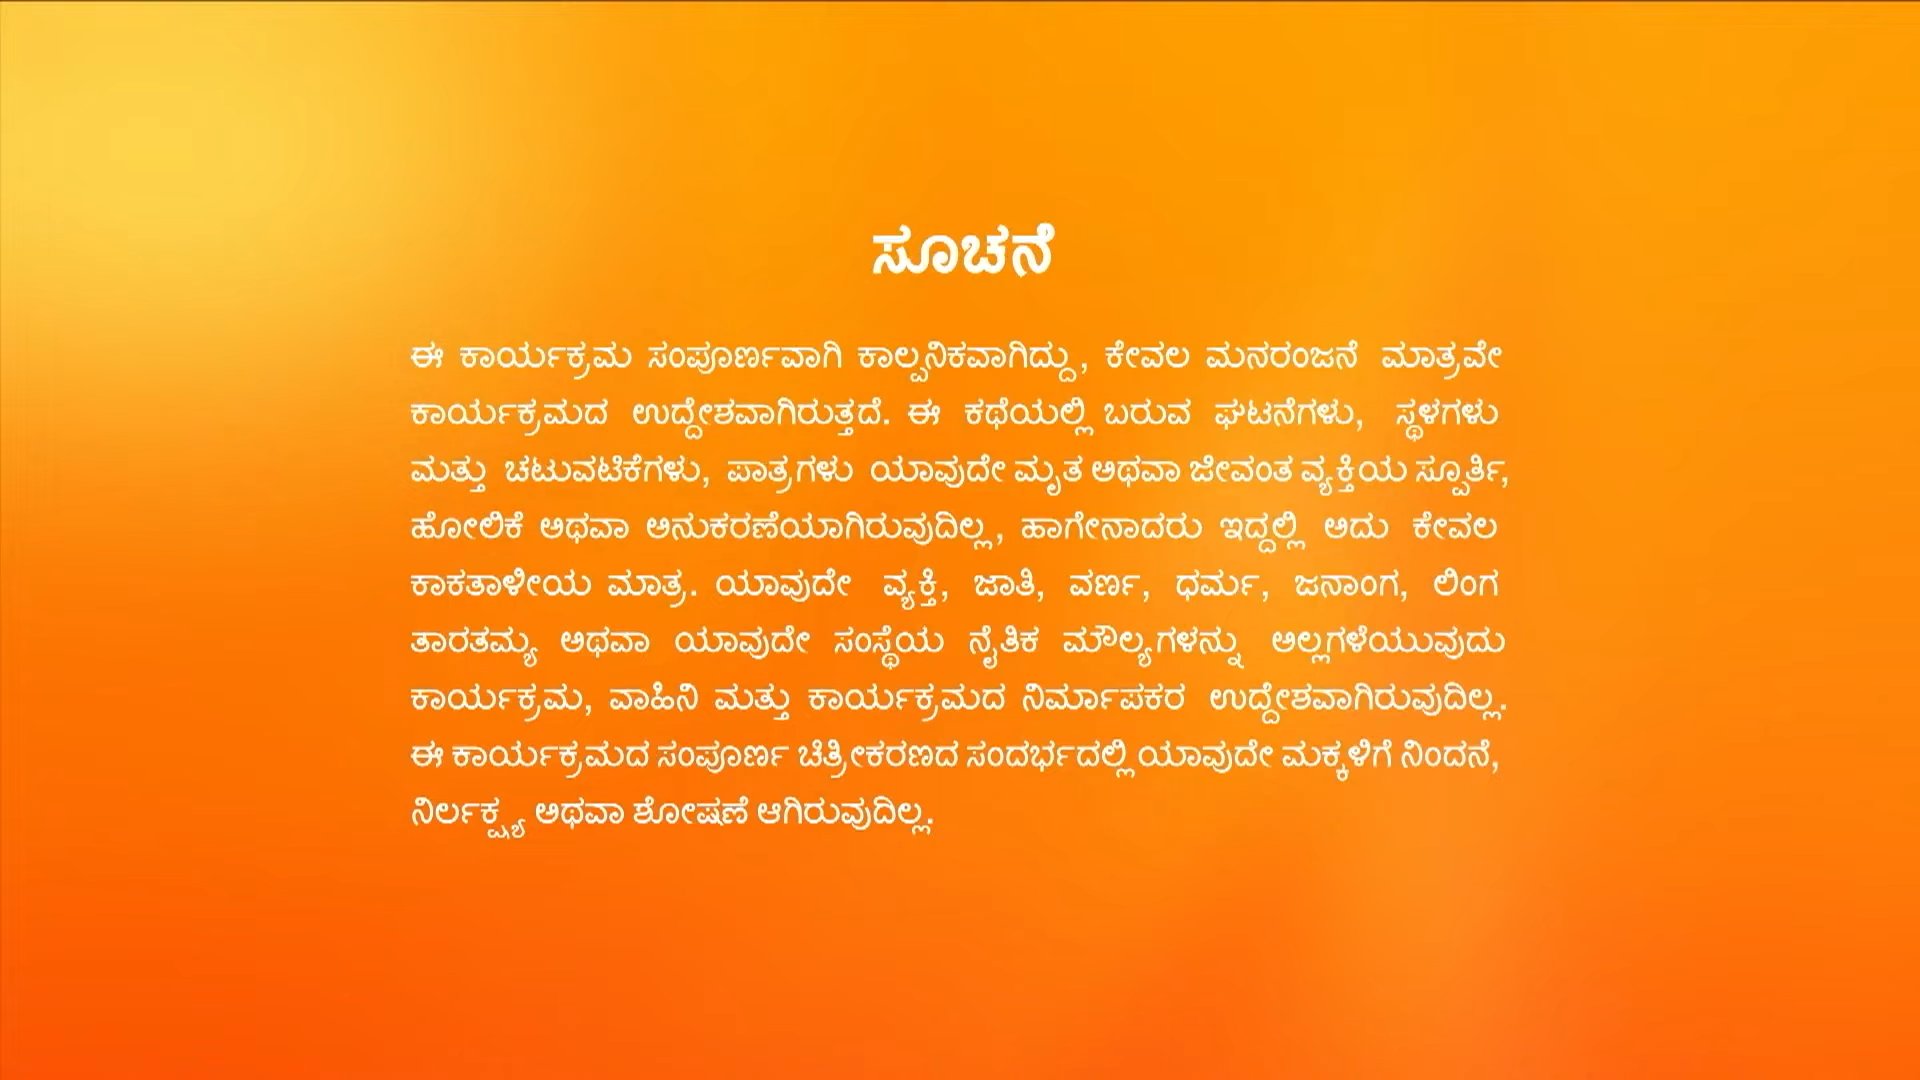 ಸೂಚನೆ
ಈ ಕಾರ್ಯಕ್ರಮ ಸಂಪೂರ್ಣವಾಗಿ ಕಾಲ್ಪನಿಕವಾಗಿದ್ದು, ಕೇವಲ ಮನರಂಜನೆ ಮಾತ್ರವೇ
ಕಾರ್ಯಕ್ರಮದ ಉದ್ದೇಶವಾಗಿರುತ್ತದೆ. ಈ ಕಥೆಯಲ್ಲಿ ಬರುವ ಘಟನೆಗಳು, ಸ್ಥಳಗಳು
ಮತ್ತು ಚಟುವಟಿಕೆಗಳು, ಪಾತ್ರಗಳು ಯಾವುದೇ ಮೃತ ಅಥವಾ ಜೀವಂತ ವ್ಯಕ್ತಿಯ ಸ್ಪೂರ್ತಿ,
ಹೋಲಿಕೆ ಅಥವಾ ಅನುಕರಣೆಯಾಗಿರುವುದಿಲ್ಲ, ಹಾಗೇನಾದರು ಇದ್ದಲ್ಲಿ ಅದು ಕೇವಲ
ಕಾಕತಾಳೀಯ ಮಾತ್ರ. ಯಾವುದೇ ವ್ಯಕ್ತಿ, ಜಾತಿ, ವರ್ಣ, ಧರ್ಮ, ಜನಾಂಗ, ಲಿಂಗ
ತಾರತಮ್ಯ ಅಥವಾ ಯಾವುದೇ ಸಂಸ್ಥೆಯ ನೈತಿಕ ಮೌಲ್ಯಗಳನ್ನು ಅಲ್ಲಗಳೆಯುವುದು
ಕಾರ್ಯಕ್ರಮ, ವಾಹಿನಿ ಮತ್ತು ಕಾರ್ಯಕ್ರಮದ ನಿರ್ಮಾಪಕರ ಉದ್ದೇಶವಾಗಿರುವುದಿಲ್ಲ.
ಈ ಕಾರ್ಯಕ್ರಮದ ಸಂಪೂರ್ಣ ಚಿತ್ರೀಕರಣದ ಸಂದರ್ಭದಲ್ಲಿ ಯಾವುದೇ ಮಕ್ಕಳಿಗೆ ನಿಂದನೆ,
ನಿರ್ಲಕ್ಷ್ಯ ಅಥವಾ ಶೋಷಣೆ ಆಗಿರುವುದಿಲ್ಲ.